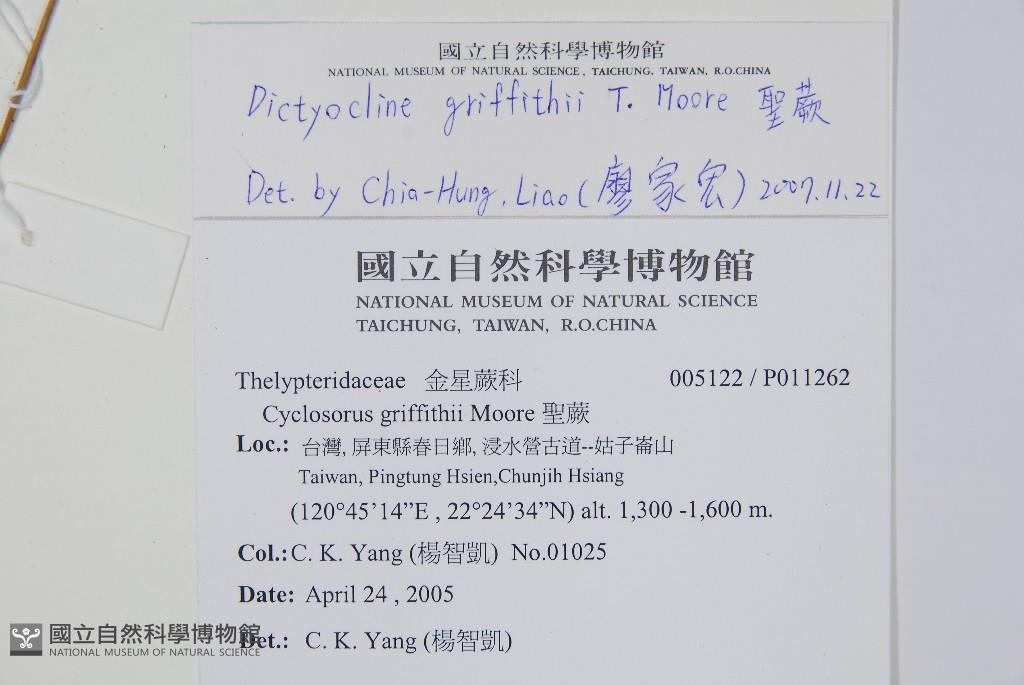 國立自然科學博物館
NATIONAL MUSEUM OF NATURAL SCIENCE, TAICHUNG, TAIWAN, R.O.CHINA
Dictyocline griffithii T. Moore 聖蕨
Det. by Chia-Hung, Liao (廖家宏) 2007.11.22
國立自然科學博物館
NATIONAL MUSEUM OF NATURAL SCIENCE
TAICHUNG, TAIWAN, R.O.CHINA
Thelypteridaceae 金星蕨科 005122 / P011262
Cyclosorus griffithii Moore 聖蕨
Loc.: 台灣, 屏東縣春日鄉, 浸水營古道--姑子崙山
Taiwan, Pingtung Hsien,Chunjih Hsiang
(120°45’14”E , 22°24’34”N) alt. 1,300 -1,600 m.
Col.: C. K. Yang (楊智凱) No.01025
Date: April 24 , 2005
Det.: C. K. Yang (楊智凱)
國立自然科學博物館
NATIONAL MUSEUM OF NATURAL SCIENCE